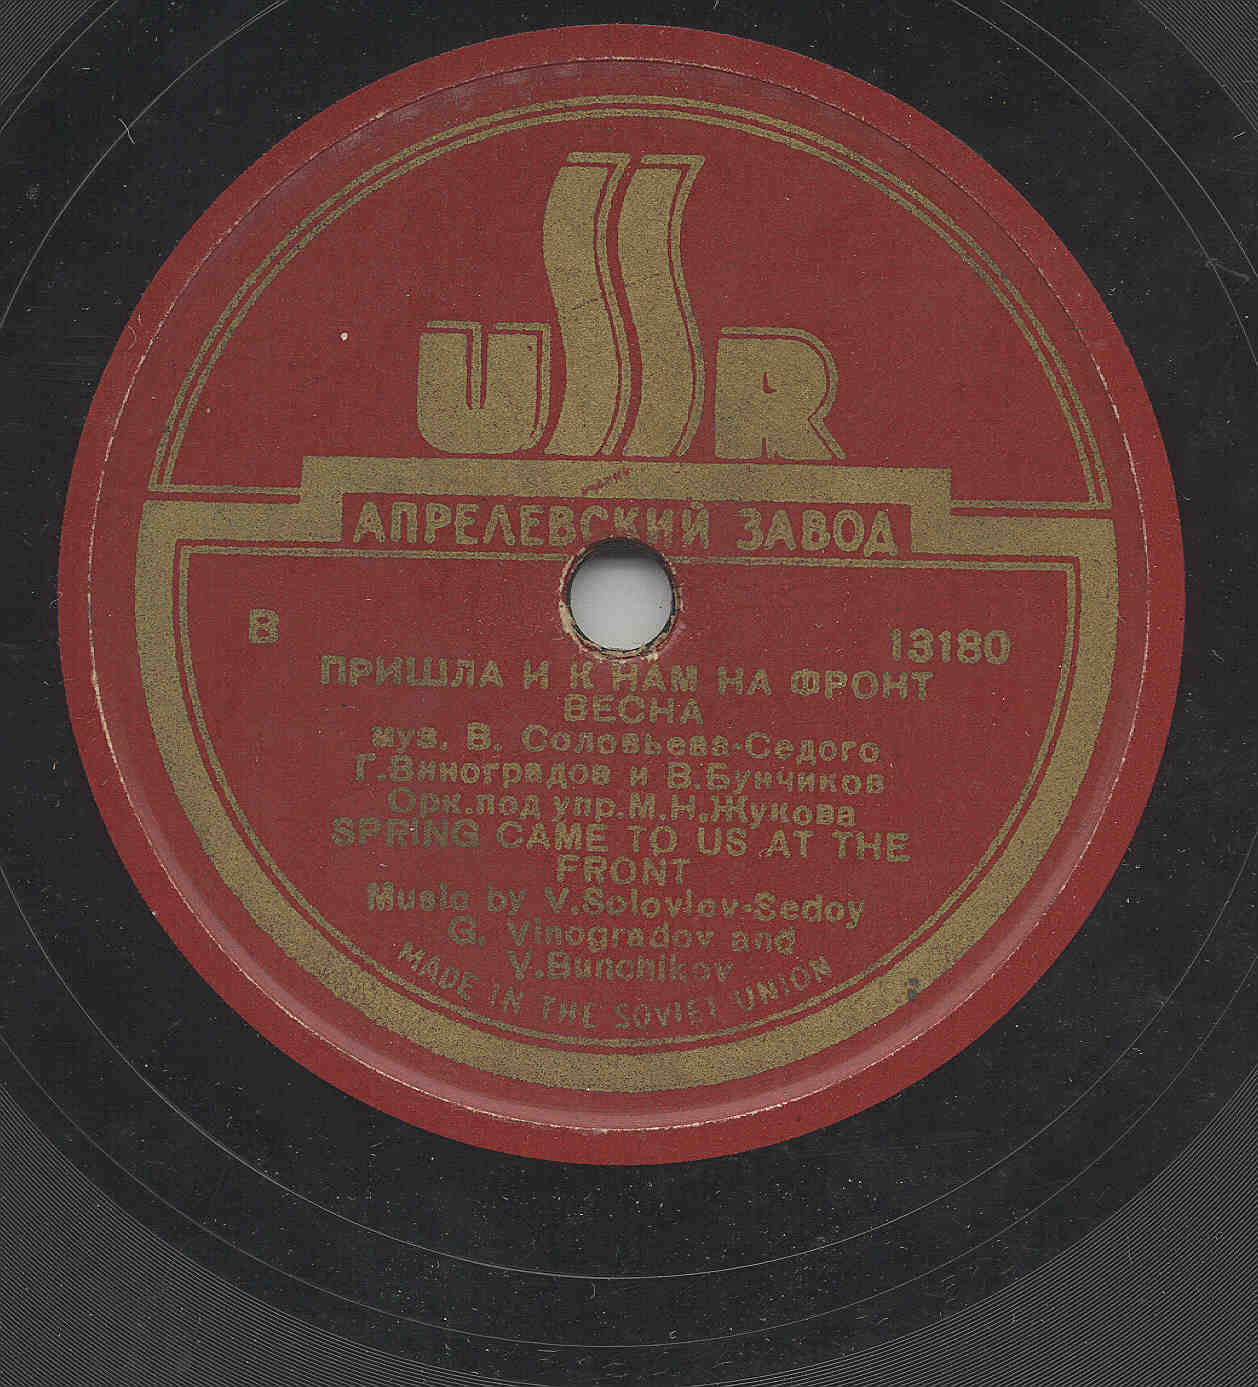 USSR
АПРЕЛЕВСКИЙ ЗАВОД
В
13180
ПРИШЛА И К НАМ НА ФРОНТ
ВЕСНА
муз. В. Соловьева-Седого
Г.Виноградов и В.Бунчиков
Орк.под упр.М.Н.Жукова
SPRING CAME TO US AT THE
FRONT
Music by V.Soloviev-Sedoy
G. Vinogradov and
V.Bunchikov
MADE IN THE SOVIET UNION